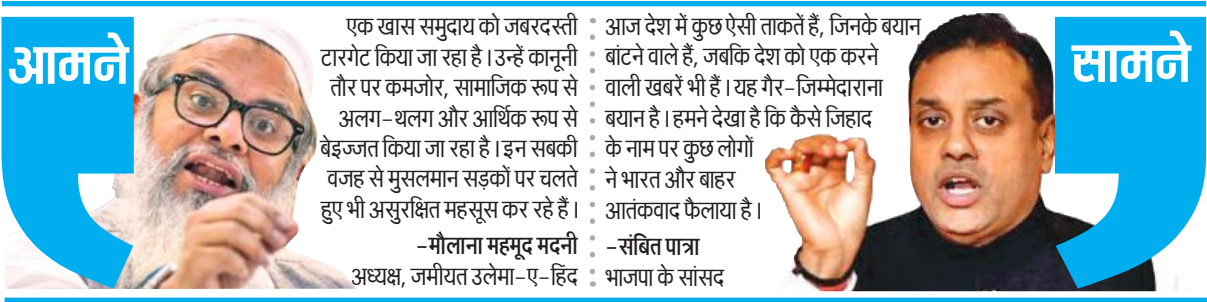 आमने
एक खास समुदाय को जबरदस्ती
टारगेट किया जा रहा है। उन्हें कानूनी
तौर पर कमजोर, सामाजिक रूप से
अलग-थलग और आर्थिक रूप से
बेइज्जत किया जा रहा है। इन सबकी
वजह से मुसलमान सड़कों पर चलते
हुए भी असुरक्षित महसूस कर रहे हैं।
-मौलाना महमूद मदनी
अध्यक्ष, जमीयत उलेमा-ए-हिंद
आज देश में कुछ ऐसी ताकतें हैं, जिनके बयान
बांटने वाले हैं, जबकि देश को एक करने
वाली खबरें भी हैं। यह गैर-जिम्मेदाराना
बयान है। हमने देखा है कि कैसे जिहाद
के नाम पर कुछ लोगों
ने भारत और बाहर
आतंकवाद फैलाया है।
-संबित पात्रा
भाजपा के सांसद
सामने